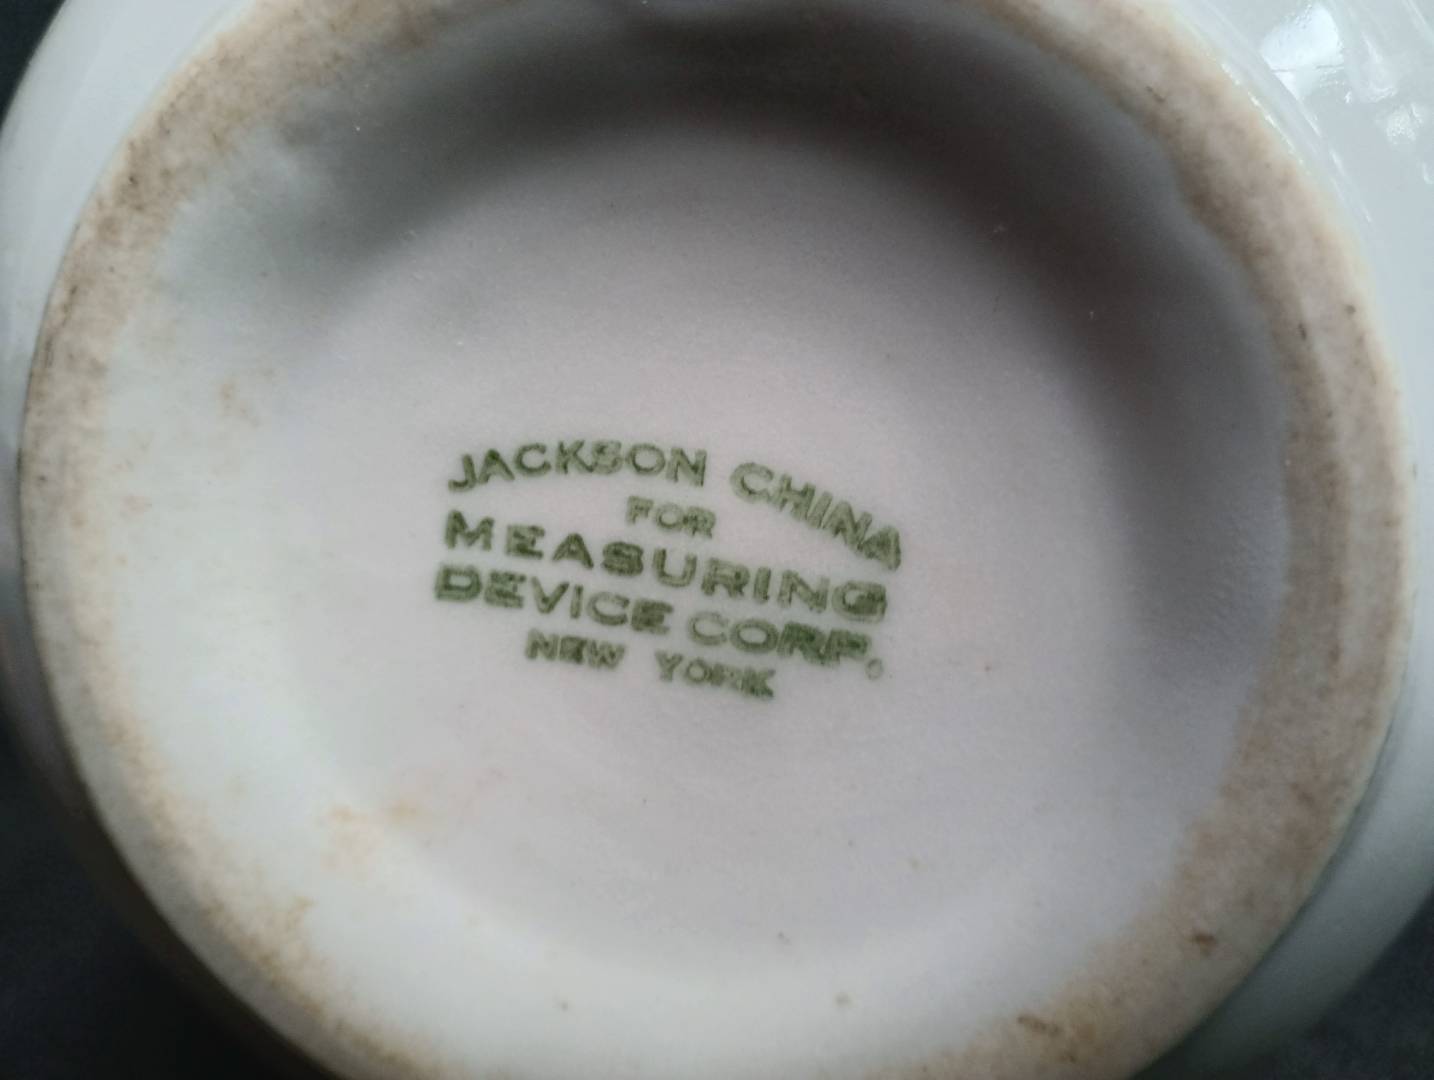 JACKSON CHINA
FOR
MEASURING
DEVICE CORP.
NEW YORK